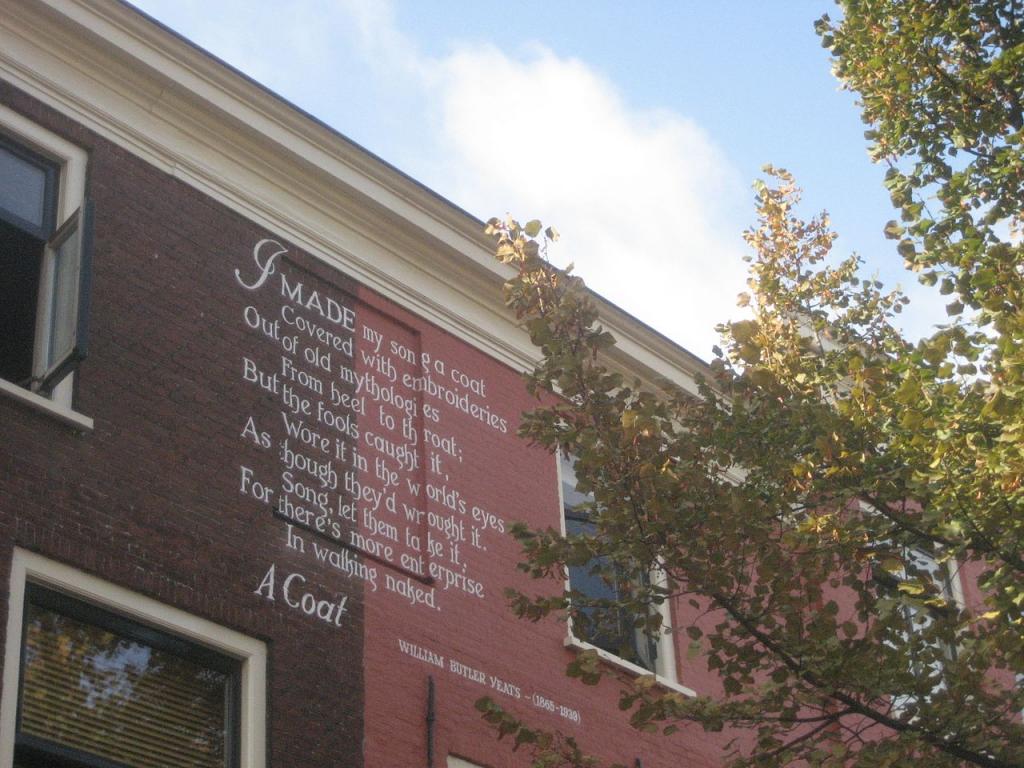 I MADE my song a coat
Covered with embroideries
Out of old mythologies
From heel to throat;
But the fools caught it,
Wore it in the world's eyes
As though they'd wrought it.
Song, let them take it,
For there's more enterprise
In walking naked.
A Coat
WILLIAM BUTLER YEATS - (1865-1939)